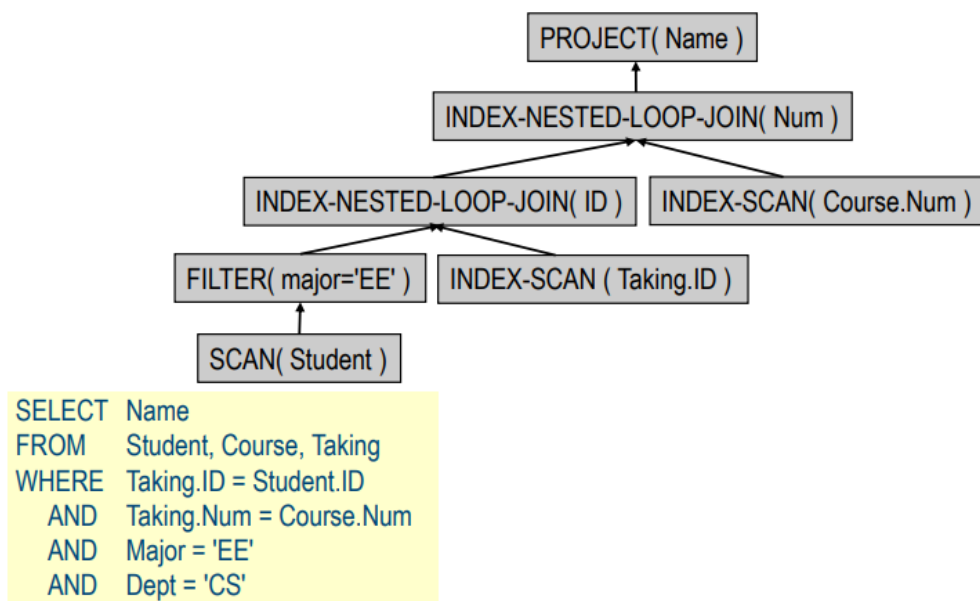 PROJECT( Name )
INDEX-NESTED-LOOP-JOIN( Num )
INDEX-NESTED-LOOP-JOIN( ID )
INDEX-SCAN( Course.Num )
FILTER( major='EE' )
INDEX-SCAN ( Taking.ID )
SCAN( Student )
SELECT Name
FROM Student, Course, Taking
WHERE Taking.ID = Student.ID
AND Taking.Num = Course.Num
AND Major = 'EE'
AND Dept = 'CS'